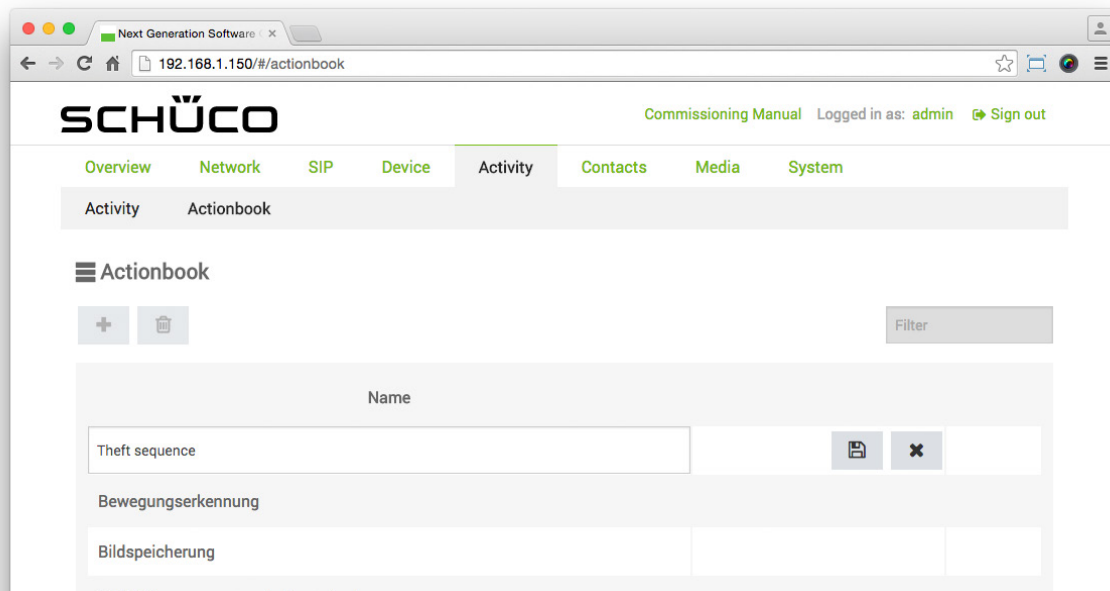 Next Generation Software
192.168.1.150/#/actionbook
SCHÜCO
Commissioning Manual Logged in as: admin Sign out
Overview Network SIP Device Activity Contacts Media System
Activity Actionbook
Actionbook
Filter
Name
Theft sequence
Bewegungserkennung
Bildspeicherung